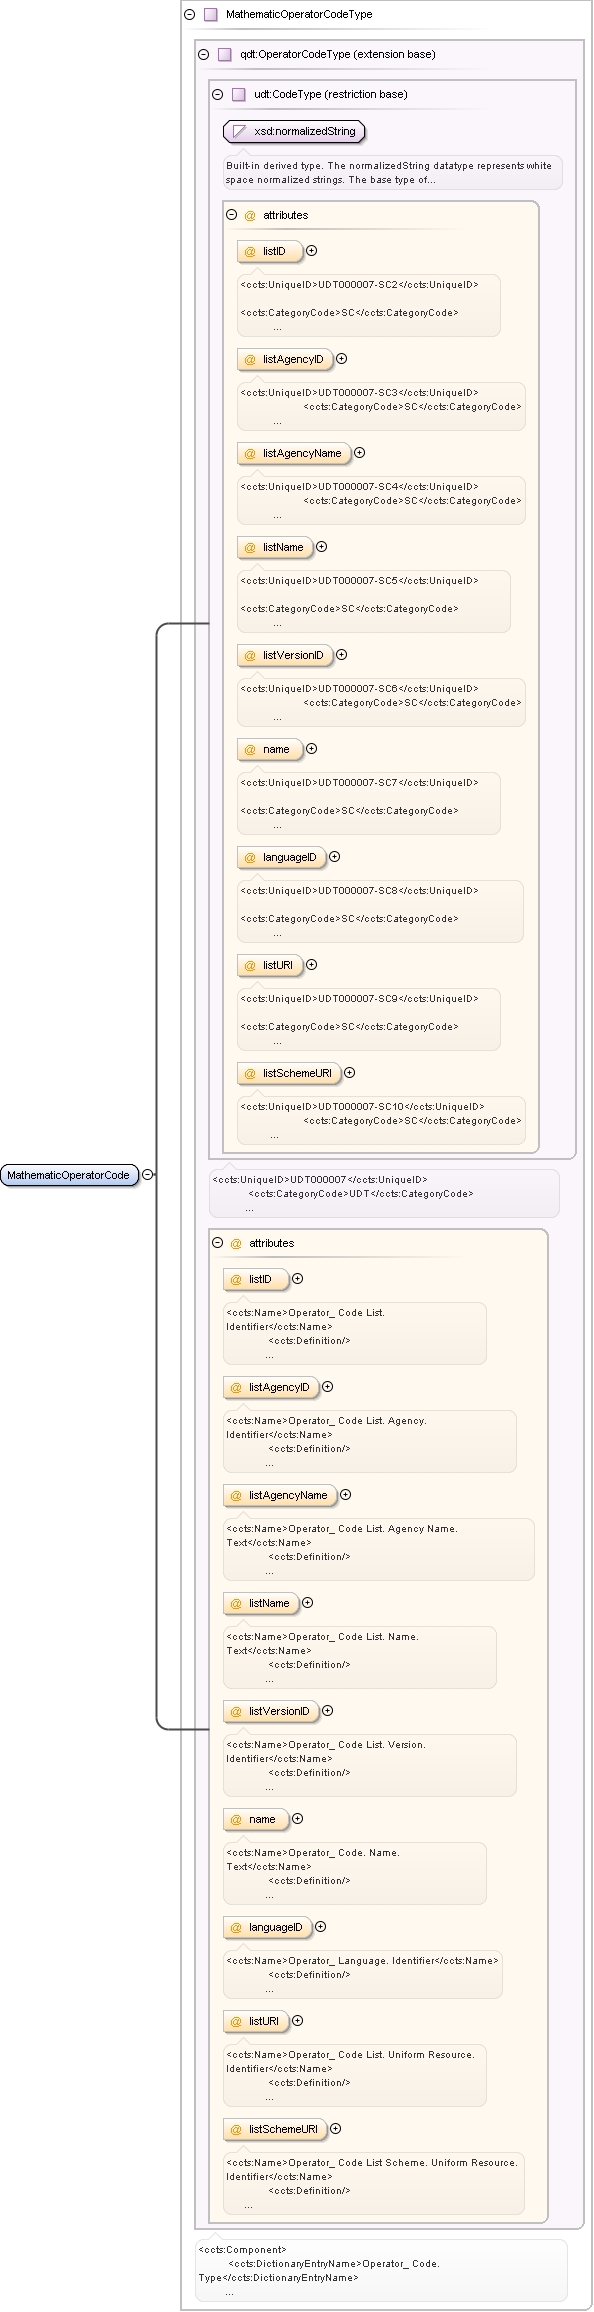 MathematicOperatorCodeType
qdt:OperatorCodeType (extension base)
udt:CodeType (restriction base)
xsd:normalizedString
Built-in derived type. The normalizedString datatype represents white
space normalized strings. The base type of...
@ attributes
@ listID
<ccts:UniqueID>UDT000007-SC2</ccts:UniqueID>
<ccts:CategoryCode>SC</ccts:CategoryCode>
...
@ listAgencyID
<ccts:UniqueID>UDT000007-SC3</ccts:UniqueID>
<ccts:CategoryCode>SC</ccts:CategoryCode>
...
@ listAgencyName
<ccts:UniqueID>UDT000007-SC4</ccts:UniqueID>
<ccts:CategoryCode>SC</ccts:CategoryCode>
...
@ listName
<ccts:UniqueID>UDT000007-SC5</ccts:UniqueID>
<ccts:CategoryCode>SC</ccts:CategoryCode>
...
@ listVersionID
<ccts:UniqueID>UDT000007-SC6</ccts:UniqueID>
<ccts:CategoryCode>SC</ccts:CategoryCode>
...
@ name
<ccts:UniqueID>UDT000007-SC7</ccts:UniqueID>
<ccts:CategoryCode>SC</ccts:CategoryCode>
...
@ languageID
<ccts:UniqueID>UDT000007-SC8</ccts:UniqueID>
<ccts:CategoryCode>SC</ccts:CategoryCode>
...
@ listURI
<ccts:UniqueID>UDT000007-SC9</ccts:UniqueID>
<ccts:CategoryCode>SC</ccts:CategoryCode>
...
@ listSchemeURI
<ccts:UniqueID>UDT000007-SC10</ccts:UniqueID>
<ccts:CategoryCode>SC</ccts:CategoryCode>
...
MathematicOperatorCode
<ccts:UniqueID>UDT000007</ccts:UniqueID>
<ccts:CategoryCode>UDT</ccts:CategoryCode>
...
@ attributes
@ listID
<ccts:Name>Operator_ Code List.
Identifier</ccts:Name>
<ccts:Definition/>
...
@ listAgencyID
<ccts:Name>Operator_ Code List. Agency.
Identifier</ccts:Name>
<ccts:Definition/>
...
@ listAgencyName
<ccts:Name>Operator_ Code List. Agency Name.
Text</ccts:Name>
<ccts:Definition/>
...
@ listName
<ccts:Name>Operator_ Code List. Name.
Text</ccts:Name>
<ccts:Definition/>
...
@ listVersionID
<ccts:Name>Operator_ Code List. Version.
Identifier</ccts:Name>
<ccts:Definition/>
...
@ name
<ccts:Name>Operator_ Code. Name.
Text</ccts:Name>
<ccts:Definition/>
...
@ languageID
<ccts:Name>Operator_ Language. Identifier</ccts:Name>
<ccts:Definition/>
...
@ listURI
<ccts:Name>Operator_ Code List. Uniform Resource.
Identifier</ccts:Name>
<ccts:Definition/>
...
@ listSchemeURI
<ccts:Name>Operator_ Code List Scheme. Uniform Resource.
Identifier</ccts:Name>
<ccts:Definition/>
...
<ccts:Component>
<ccts:DictionaryEntryName>Operator_ Code.
Type</ccts:DictionaryEntryName>
...